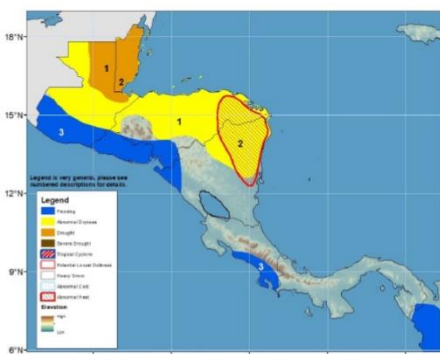 18°N
15°N
12°N
9°N
6°N
1
2
1
2
3
3
Legend is very generic, please see
numbered descriptions for details.
Legend
Flooding
Abnormal Dryness
Drought
Severe Drought
Tropical Cyclone
Potential Locust Outbreak
Heavy Snow
Abnormal Cold
Abnormal Heat
Elevation
High
Low